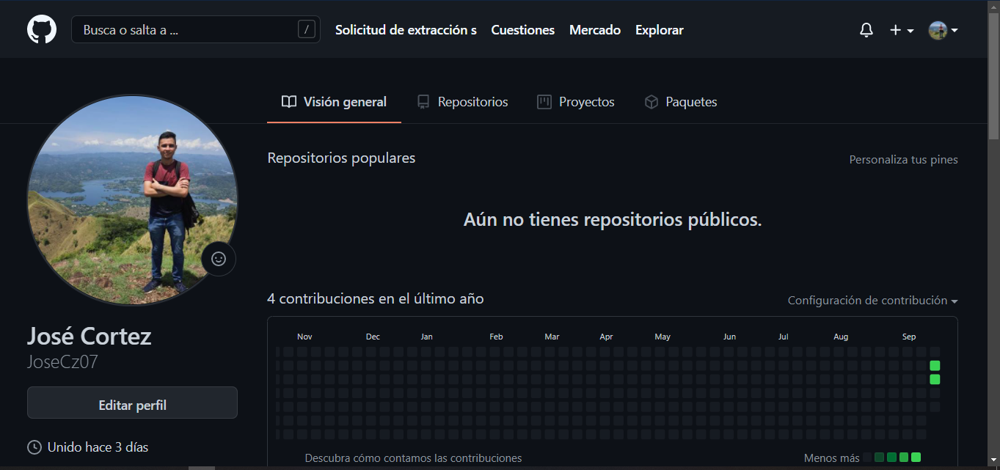 Busca o salta a ... /
Solicitud de extracción s Cuestiones Mercado Explorar
Visión general Repositorios Proyectos Paquetes
Repositorios populares
Personaliza tus pines
Aún no tienes repositorios públicos.
José Cortez
JoseCz07
Editar perfil
Unido hace 3 días
4 contribuciones en el último año
Configuración de contribución
Nov Dec Jan Feb Mar Apr May Jun Jul Aug Sep
Descubra cómo contamos las contribuciones
Menos más